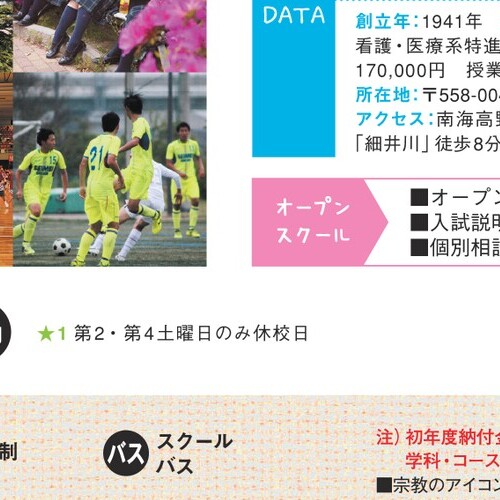 DATA
創立年：1941年
看護・医療系特進
170,000円　授業
所在地：〒558-004
アクセス：南海高野
「細井川」徒歩8分
オープン
スクール
■オープン
■入試説明
■個別相談
21
15
★1 第2・第4土曜日のみ休校日
制
バス
スクール
バス
注）初年度納付金
学科・コース
■宗教のアイコン